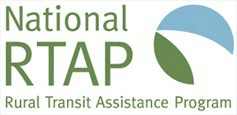 National
RTAP
Rural Transit Assistance Program